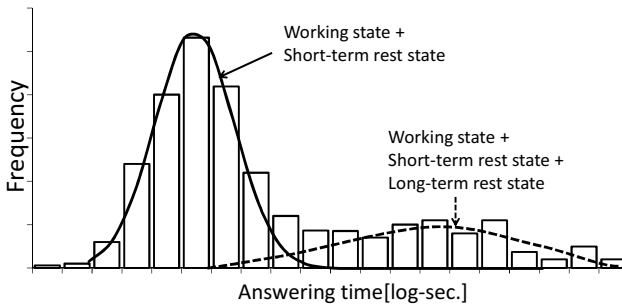 Working state +
Short-term rest state
Frequency
Working state +
Short-term rest state +
Long-term rest state
Answering time[log-sec.]